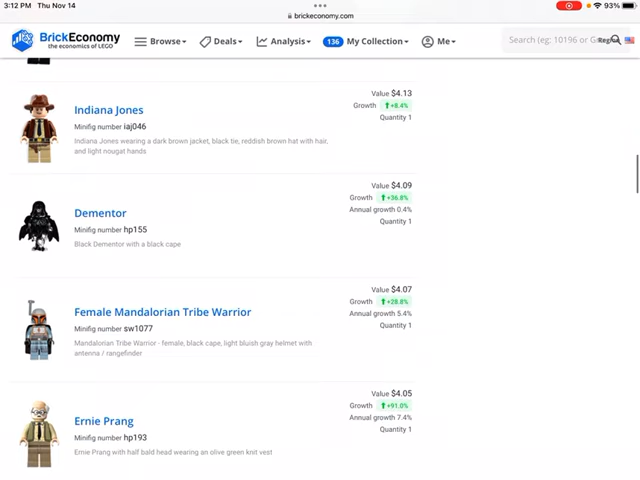 3:12 PM Thu Nov 14
93%
brickeconomy.com
BrickEconomy
the economics of LEGO
Browse
Deals
Analysis
136 My Collection
Me
Search (eg: 10196 or G
Indiana Jones
Minifig number iaj046
Indiana Jones wearing a dark brown jacket, black tie, reddish brown hat with hair,
and light nougat hands
Value $4.13
Growth +8.4%
Quantity 1
Dementor
Minifig number hp155
Black Dementor with a black cape
Value $4.09
Growth +36.8%
Annual growth 0.4%
Quantity 1
Female Mandalorian Tribe Warrior
Minifig number sw1077
Mandalorian Tribe Warrior - female, black cape, light bluish gray helmet with
antenna / rangefinder
Value $4.07
Growth +28.8%
Annual growth 5.4%
Quantity 1
Ernie Prang
Minifig number hp193
Ernie Prang with half bald head wearing an olive green knit vest
Value $4.05
Growth +91.0%
Annual growth 7.4%
Quantity 1